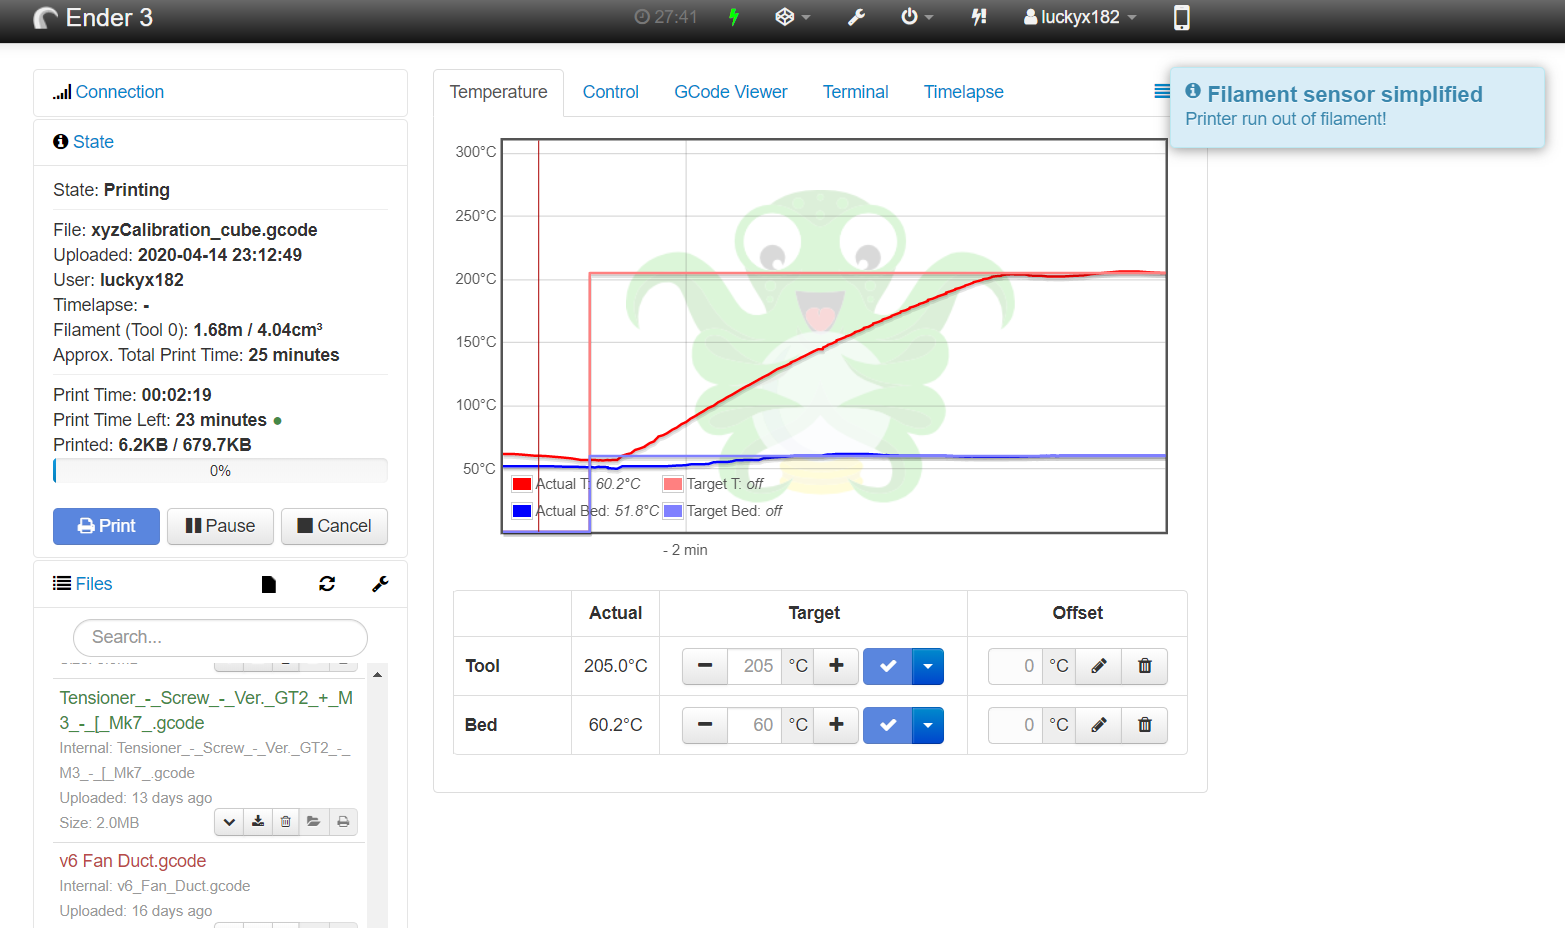 Ender 3
27:41
luckyx182
Connection
State
State: Printing
File: xyzCalibration_cube.gcode
Uploaded: 2020-04-14 23:12:49
User: luckyx182
Timelapse: -
Filament (Tool 0): 1.68m / 4.04cm³
Approx. Total Print Time: 25 minutes
Print Time: 00:02:19
Print Time Left: 23 minutes
Printed: 6.2KB / 679.7KB
0%
Print Pause Cancel
Files
Search...
Tensioner_-_Screw_-_Ver._GT2_+_M
3_-_[_Mk7_.gcode
Internal: Tensioner_-_Screw_-_Ver._GT2_-_
M3_-_[_Mk7_.gcode
Uploaded: 13 days ago
Size: 2.0MB
v6 Fan Duct.gcode
Internal: v6_Fan_Duct.gcode
Uploaded: 16 days ago
Temperature Control GCode Viewer Terminal Timelapse
Filament sensor simplified
Printer run out of filament!
300°C
250°C
200°C
150°C
100°C
50°C
Actual T: 60.2°C Target T: off
Actual Bed: 51.8°C Target Bed: off
- 2 min
Actual Target Offset
Tool 205.0°C 205 °C 0 °C
Bed 60.2°C 60 °C 0 °C